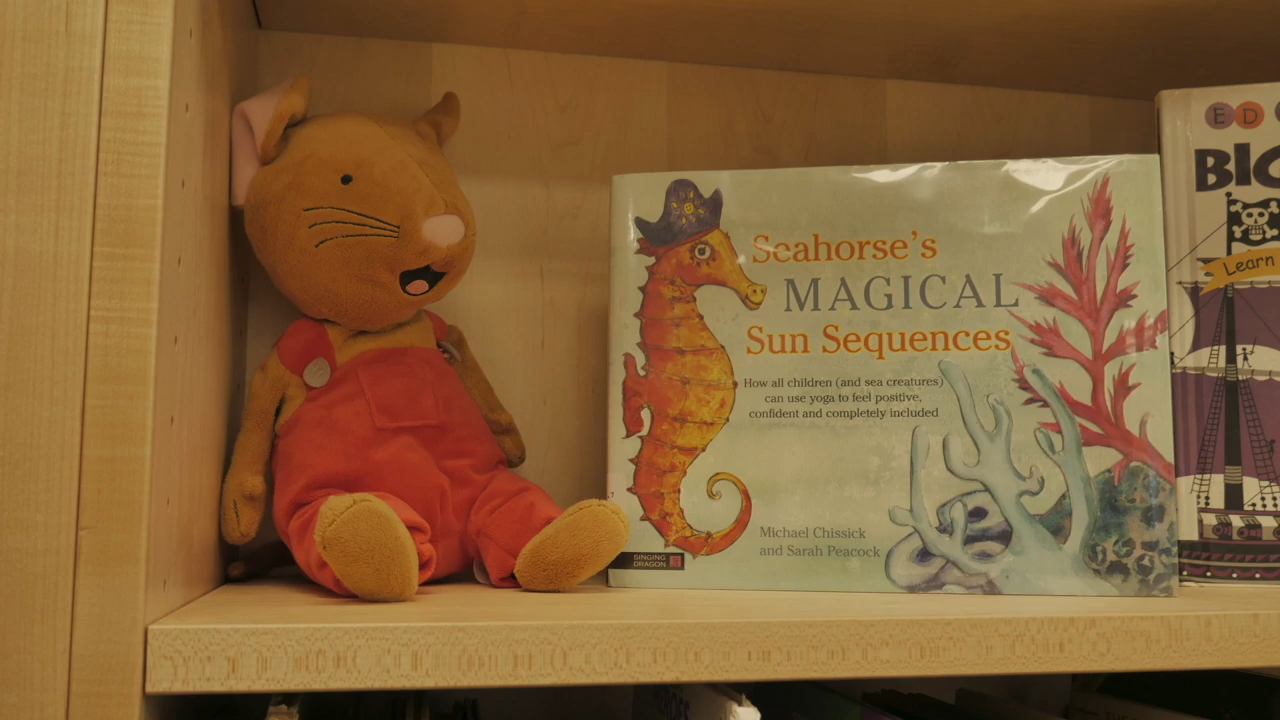 Seahorse's
MAGICAL
Sun Sequences
How all children (and sea creatures)
can use yoga to feel positive,
confident and completely included
Michael Chissick
and Sarah Peacock
SINGING
DRAGON
E D
Learn